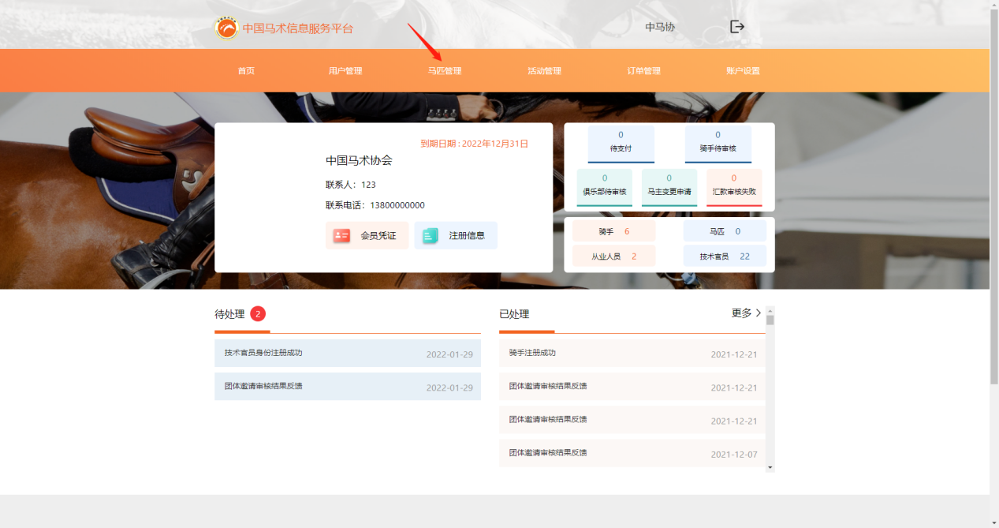 中国马术信息服务平台
中马协
首页 用户管理 马匹管理 活动管理 订单管理 账户设置
到期日期 : 2022年12月31日
中国马术协会
联系人：123
联系电话：13800000000
会员凭证 注册信息
0 0
待支付 骑手待审核
0 0 0
俱乐部待审核 马主变更申请 汇款审核失败
骑手 6 马匹 0
从业人员 2 技术官员 22
待处理 2
技术官员身份注册成功 2022-01-29
团体邀请审核结果反馈 2022-01-29
已处理 更多
骑手注册成功 2021-12-21
团体邀请审核结果反馈 2021-12-21
团体邀请审核结果反馈 2021-12-21
团体邀请审核结果反馈 2021-12-07